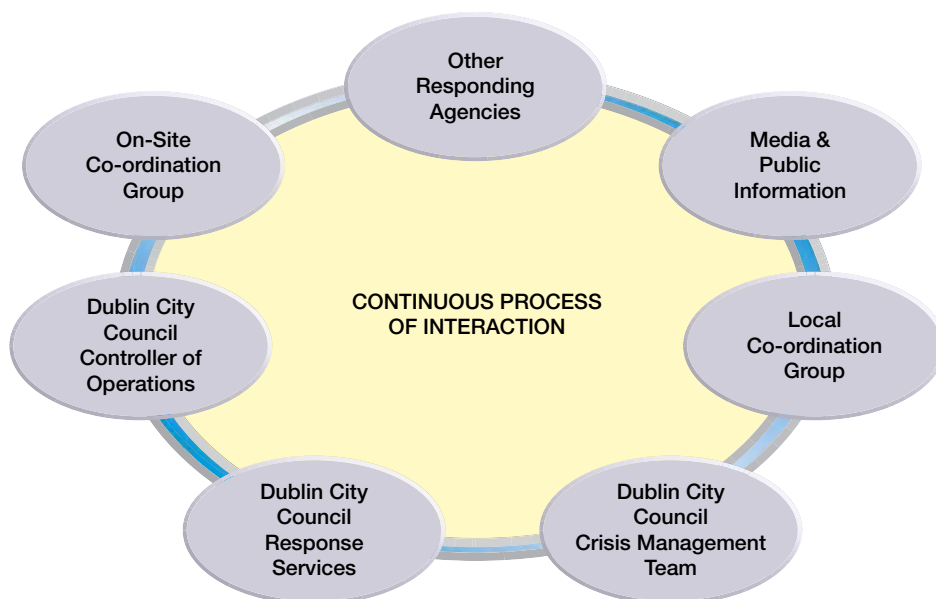 Other
Responding
Agencies
On-Site
Co-ordination
Group
Media &
Public
Information
CONTINUOUS PROCESS
OF INTERACTION
Dublin City
Council
Controller of
Operations
Local
Co-ordination
Group
Dublin City
Council
Response
Services
Dublin City
Council
Crisis Management
Team